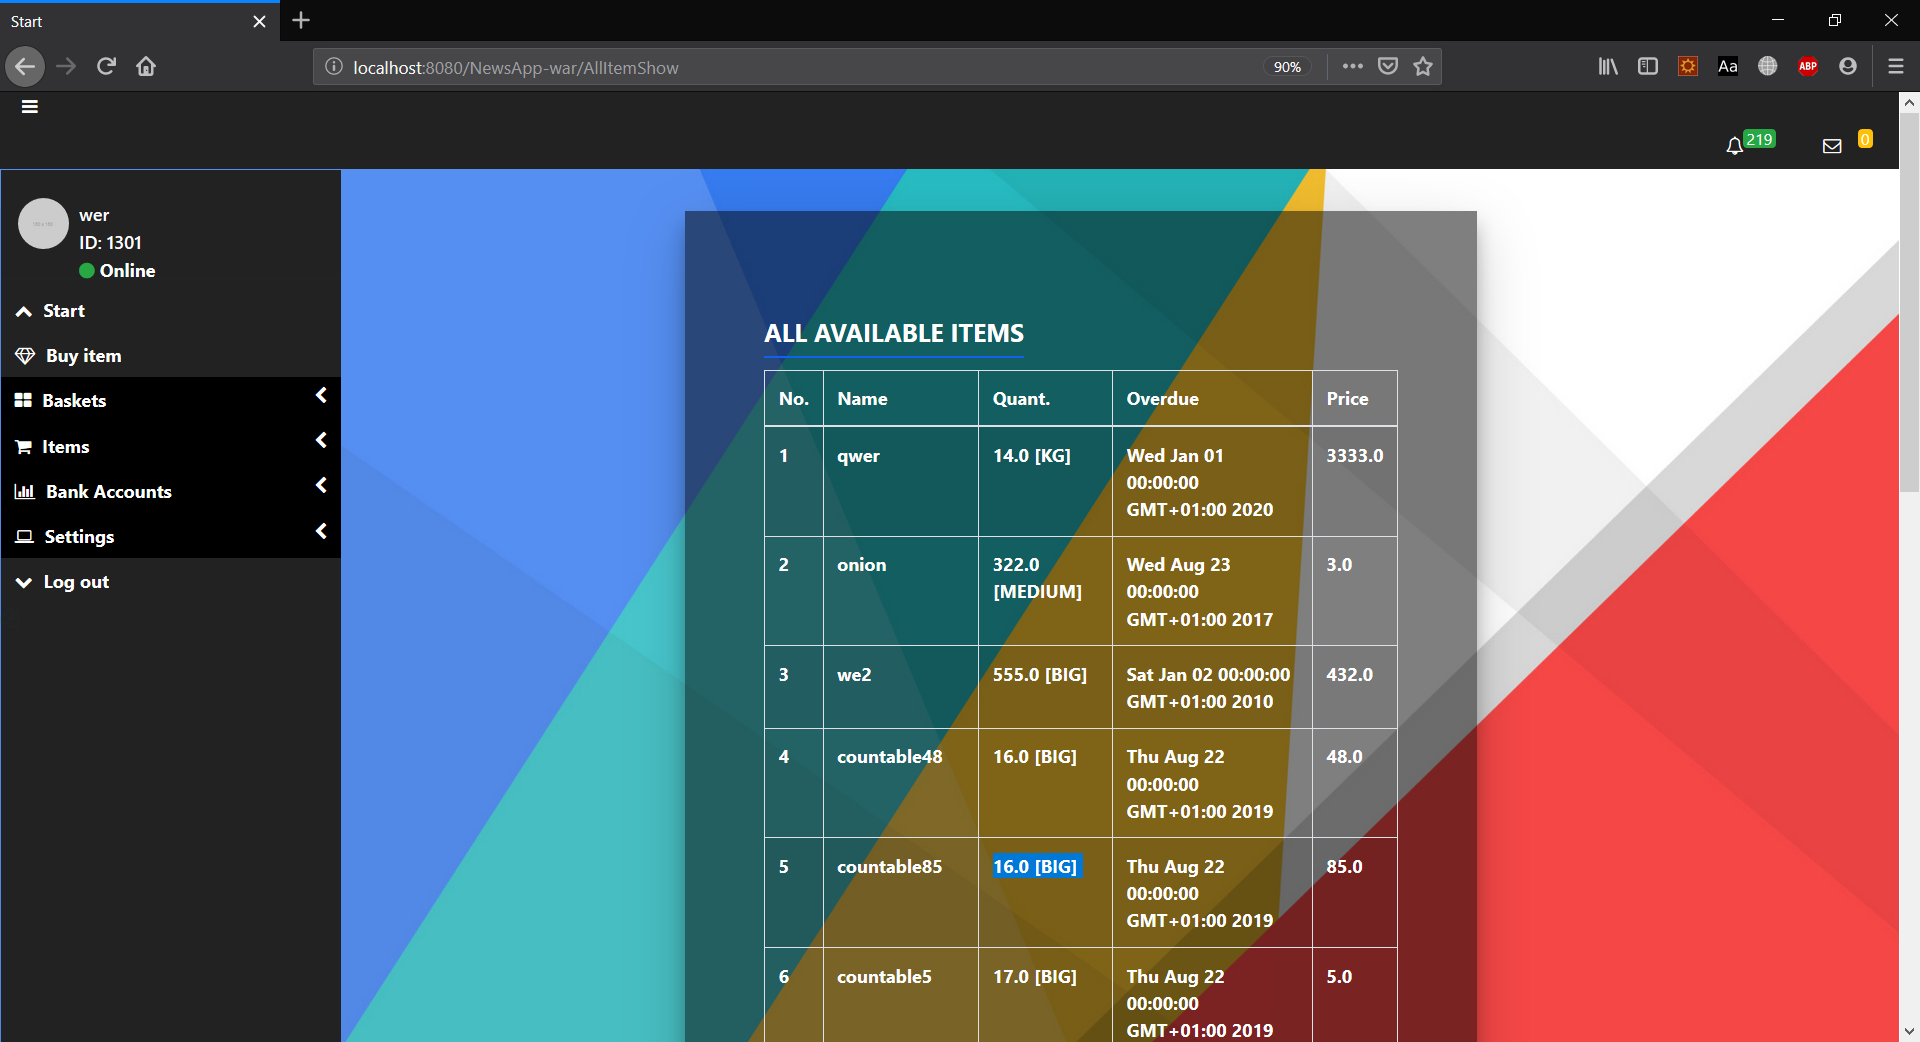 Start
localhost:8080/NewsApp-war/AllItemShow
90%
Aa
ABP
219
0
wer
ID: 1301
Online
Start
Buy item
Baskets
Items
Bank Accounts
Settings
Log out
ALL AVAILABLE ITEMS
No. Name Quant. Overdue Price
1 qwer 14.0 [KG] Wed Jan 01 3333.0
00:00:00
GMT+01:00 2020
2 onion 322.0 Wed Aug 23 3.0
[MEDIUM] 00:00:00
GMT+01:00 2017
3 we2 555.0 [BIG] Sat Jan 02 00:00:00 432.0
GMT+01:00 2010
4 countable48 16.0 [BIG] Thu Aug 22 48.0
00:00:00
GMT+01:00 2019
5 countable85 16.0 [BIG] Thu Aug 22 85.0
00:00:00
GMT+01:00 2019
6 countable5 17.0 [BIG] Thu Aug 22 5.0
00:00:00
GMT+01:00 2019